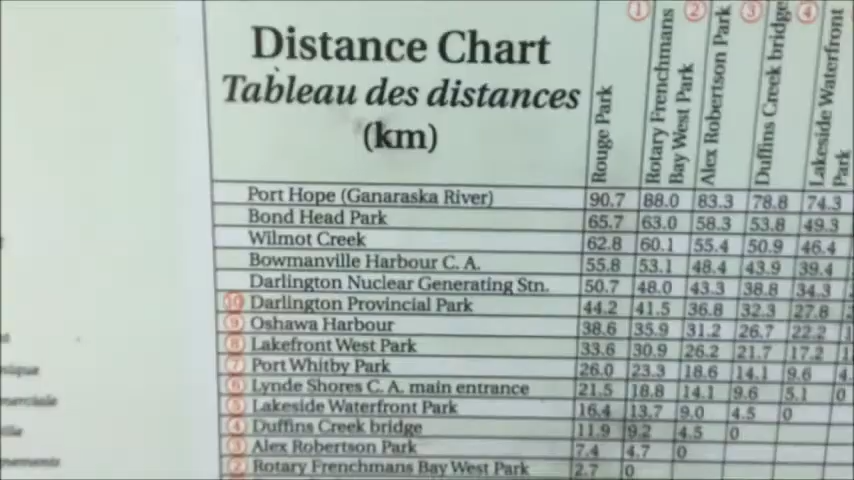 Distance Chart
Tableau des distances
(km)
① Rouge Park
② Rotary Frenchmans
Bay West Park
③ Alex Robertson Park
④ Duffins Creek bridge
Lakeside Waterfront
Park
Port Hope (Ganaraska River) 90.7 88.0 83.3 78.8 74.3
Bond Head Park 65.7 63.0 58.3 53.8 49.3
Wilmot Creek 62.8 60.1 55.4 50.9 46.4
Bowmanville Harbour C. A. 55.8 53.1 48.4 43.9 39.4
Darlington Nuclear Generating Stn. 50.7 48.0 43.3 38.8 34.3
⑩ Darlington Provincial Park 44.2 41.5 36.8 32.3 27.8
⑨ Oshawa Harbour 38.6 35.9 31.2 26.7 22.2
⑧ Lakefront West Park 33.6 30.9 26.2 21.7 17.2
⑦ Port Whitby Park 26.0 23.3 18.6 14.1 9.6 4.
⑥ Lynde Shores C. A. main entrance 21.5 18.8 14.1 9.6 5.1 0
⑤ Lakeside Waterfront Park 16.4 13.7 9.0 4.5 0
④ Duffins Creek bridge 11.9 9.2 4.5 0
③ Alex Robertson Park 7.4 4.7 0
② Rotary Frenchmans Bay West Park 2.7 0